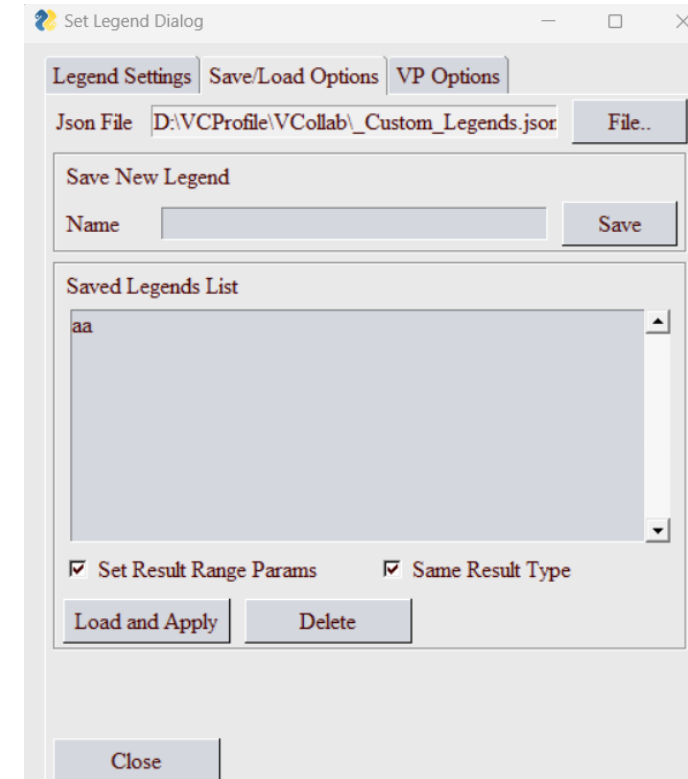 Set Legend Dialog
Legend Settings Save/Load Options VP Options
Json File D:\VCProfile\VCollab\_Custom_Legends.json File..
Save New Legend
Name Save
Saved Legends List
aa
Set Result Range Params Same Result Type
Load and Apply Delete
Close